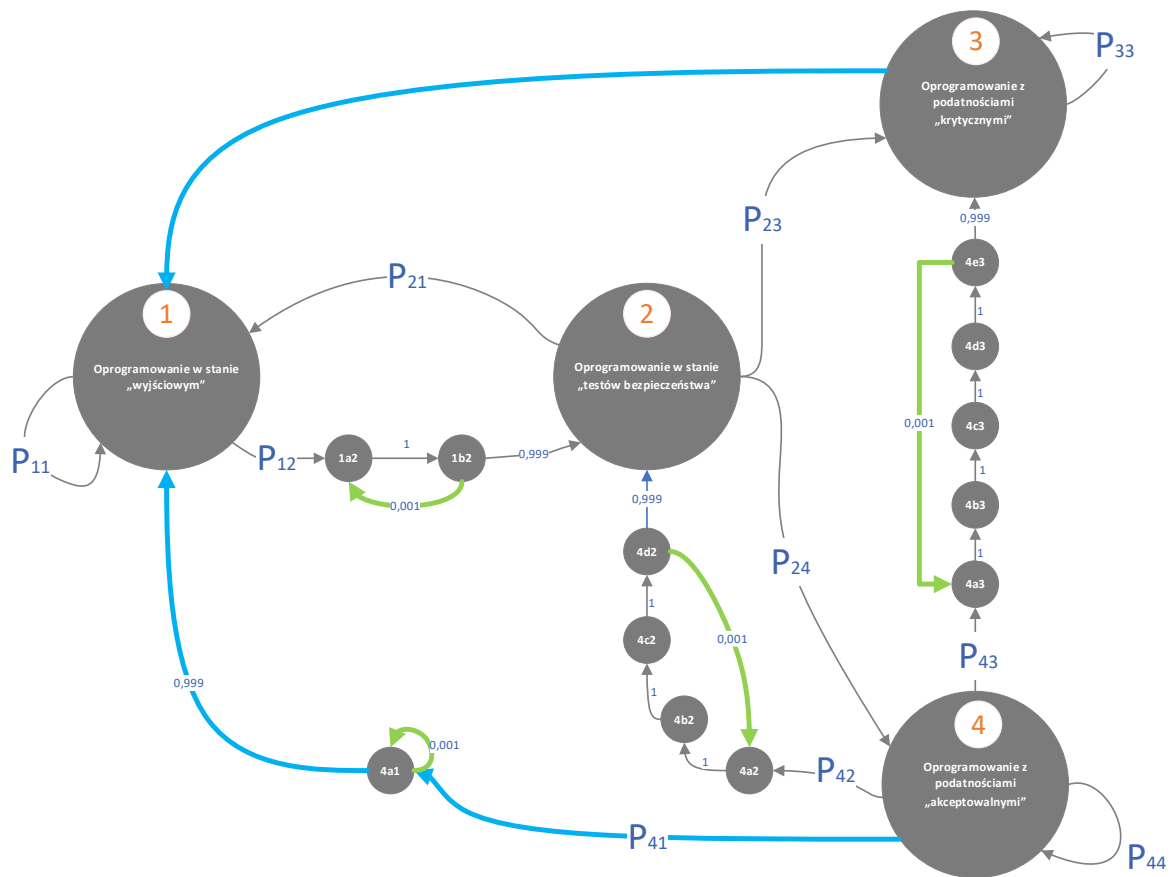 3
Oprogramowanie z
podatnościami
„krytycznymi”
P33
P23
0,999
4e3
1
4d3
1
4c3
0,001
1
4b3
1
4a3
P43
P21
1
Oprogramowanie w stanie
„wyjściowym”
2
Oprogramowanie w stanie
„testów bezpieczeństwa”
P11
P12
1a2
1
1b2
0,999
0,001
0,999
4d2
P24
1
0,001
4c2
1
4b2
1
4a2
P42
0,999
0,001
4a1
P41
4
Oprogramowanie z
podatnościami
„akceptowalnymi”
P44